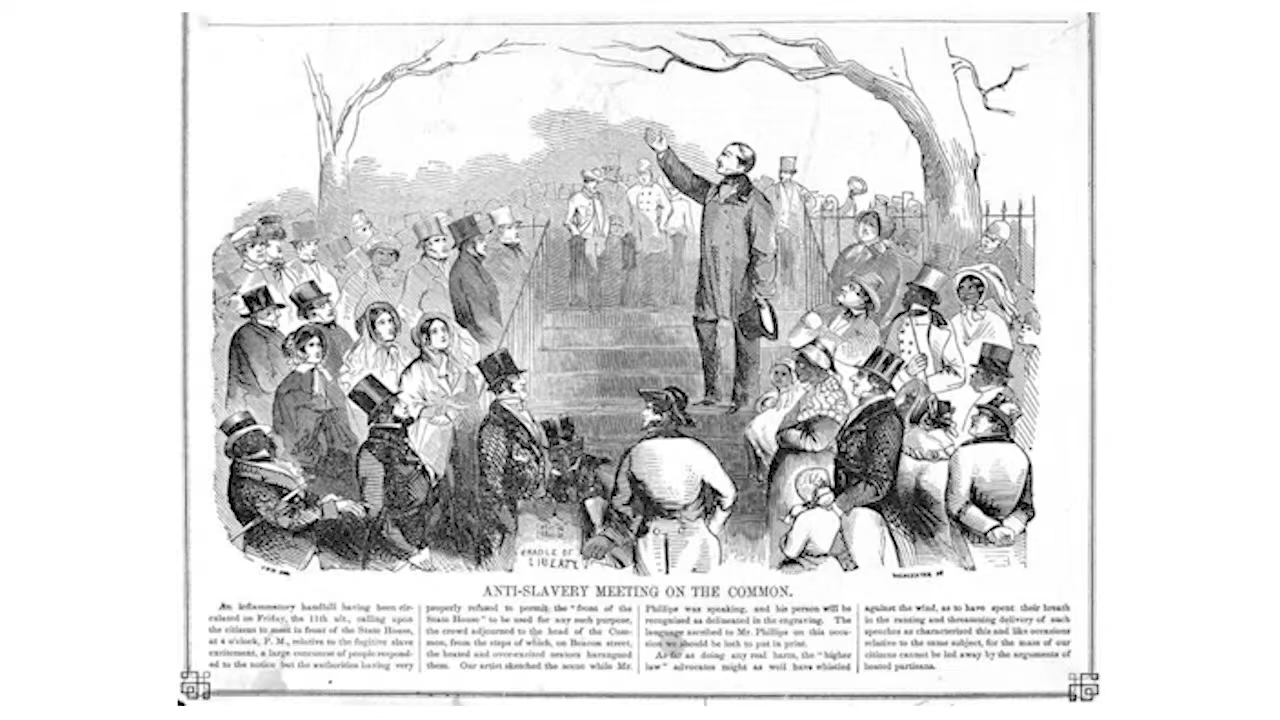 CRADLE OF
LIBERTY
ANTI-SLAVERY MEETING ON THE COMMON.
An inflammatory handbill having been cir-
culated on Friday, the 11th ult., calling upon
the citizens to meet in front of the State House,
at 4 o'clock, P. M., relative to the fugitive slave
excitement, a large concourse of people respond-
ed to the notice but the authorities having very
properly refused to permit the "front of the
State House" to be used for any such purpose,
the crowd adjourned to the head of the Com-
mon, from the steps of which, on Beacon street,
the heated and over-excited orators harangued
them. Our artist sketched the scene while Mr.
Phillips was speaking, and his person will be
recognised as delineated in the engraving. The
language ascribed to Mr. Phillips on this occa-
sion we should be loth to put in print.
As far as doing any real harm, the "higher
law" advocates might as well have whistled
against the wind, as to have spent their breath
in the ranting and threatening delivery of such
speeches as characterised this and like occasions
relative to the same subject, for the mass of our
citizens cannot be led away by the arguments of
heated partisans.